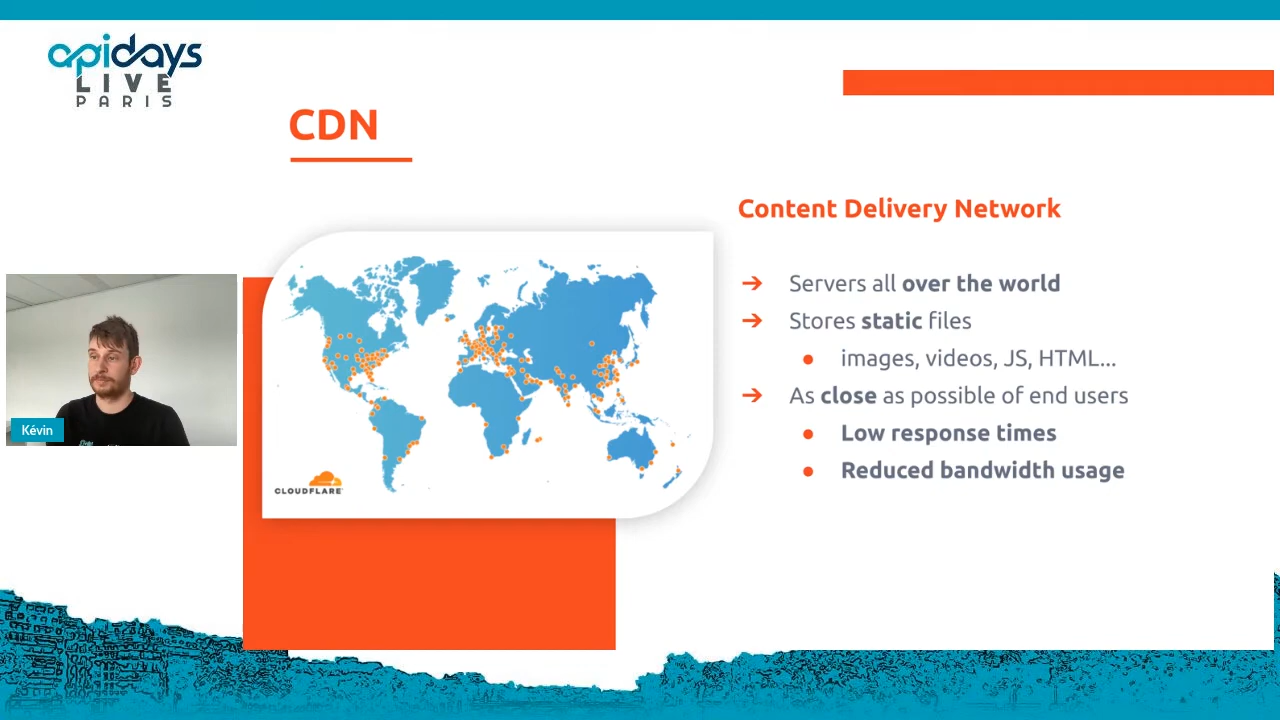 apidays
LIVE
PARIS
CDN
Content Delivery Network
➔ Servers all over the world
➔ Stores static files
● images, videos, JS, HTML...
➔ As close as possible of end users
● Low response times
● Reduced bandwidth usage
Kévin
CLOUDFLARE